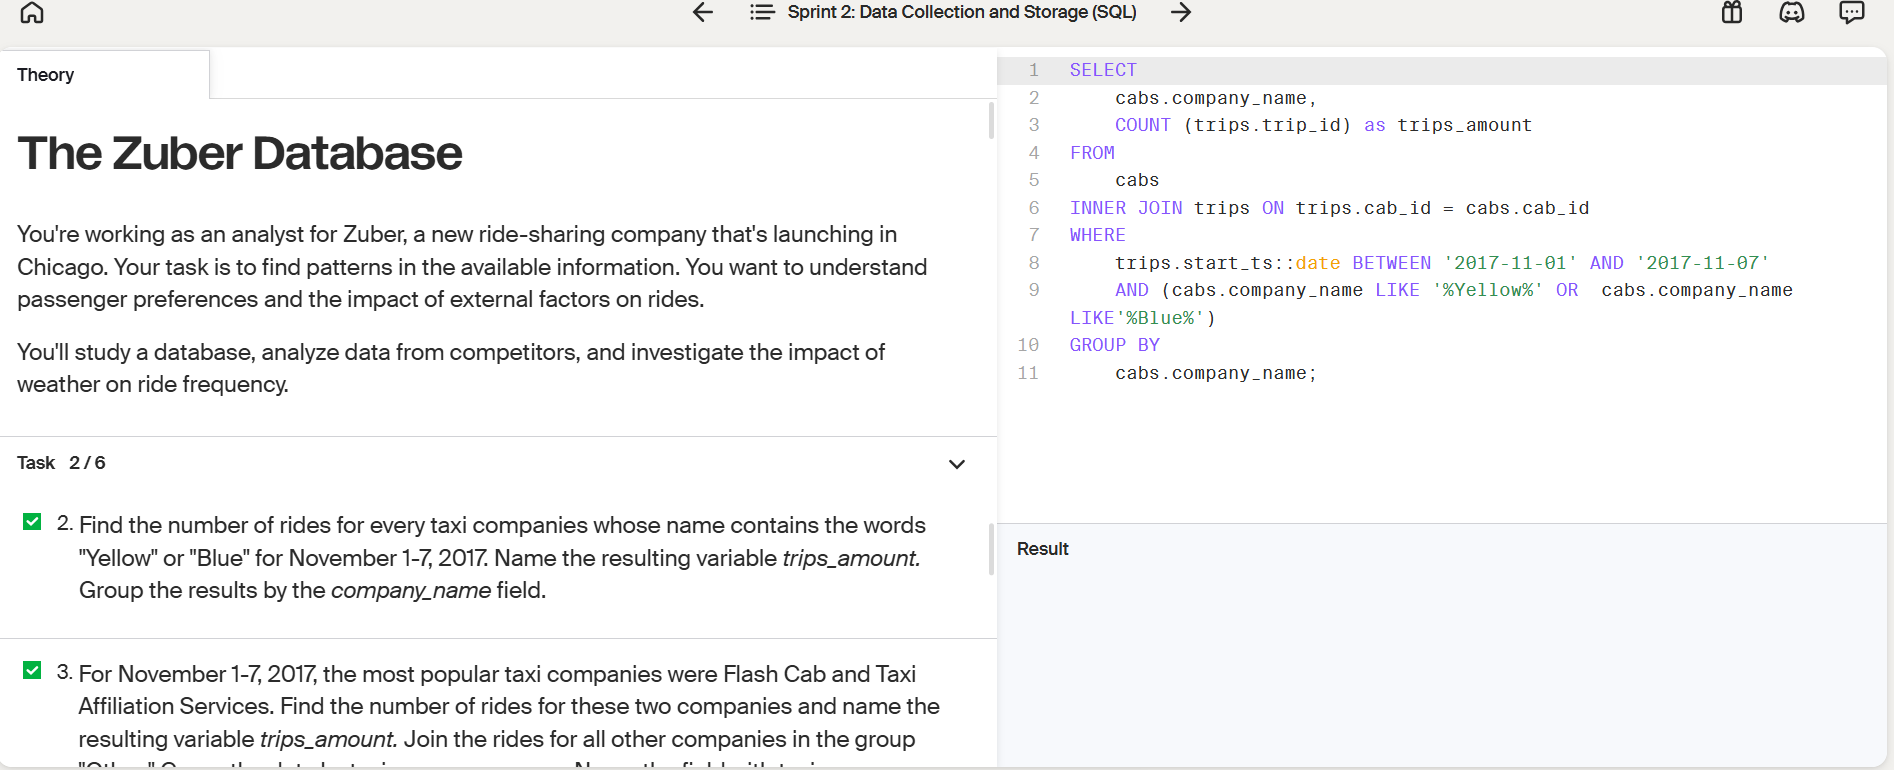 Sprint 2: Data Collection and Storage (SQL)
Theory
The Zuber Database
You're working as an analyst for Zuber, a new ride-sharing company that's launching in
Chicago. Your task is to find patterns in the available information. You want to understand
passenger preferences and the impact of external factors on rides.
You'll study a database, analyze data from competitors, and investigate the impact of
weather on ride frequency.
Task 2 / 6
2. Find the number of rides for every taxi companies whose name contains the words
"Yellow" or "Blue" for November 1-7, 2017. Name the resulting variable trips_amount.
Group the results by the company_name field.
3. For November 1-7, 2017, the most popular taxi companies were Flash Cab and Taxi
Affiliation Services. Find the number of rides for these two companies and name the
resulting variable trips_amount. Join the rides for all other companies in the group
1 SELECT
2 cabs.company_name,
3 COUNT (trips.trip_id) as trips_amount
4 FROM
5 cabs
6 INNER JOIN trips ON trips.cab_id = cabs.cab_id
7 WHERE
8 trips.start_ts::date BETWEEN '2017-11-01' AND '2017-11-07'
9 AND (cabs.company_name LIKE '%Yellow%' OR  cabs.company_name
LIKE'%Blue%')
10 GROUP BY
11 cabs.company_name;
Result